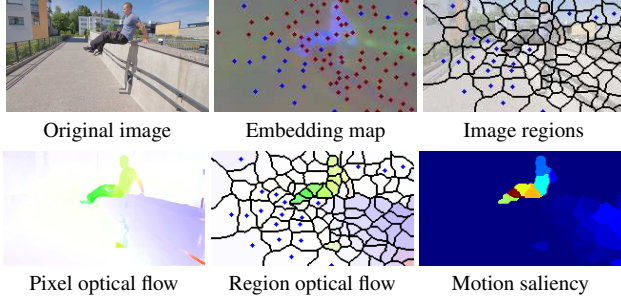 Original image
Embedding map
Image regions
Pixel optical flow
Region optical flow
Motion saliency